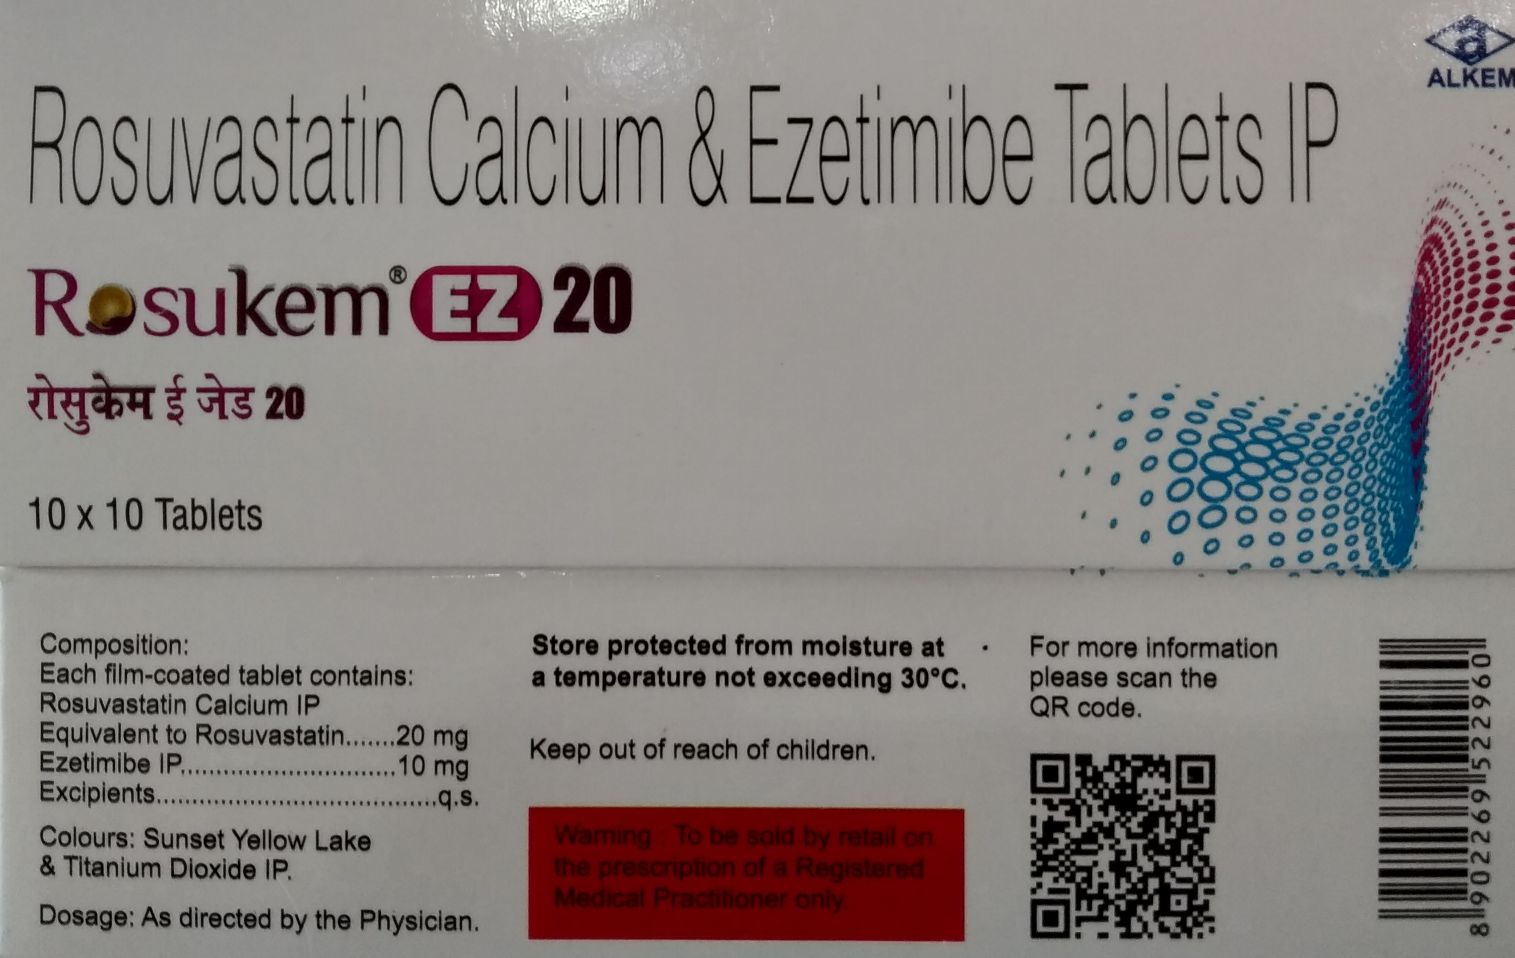 ALKEM
Rosuvastatin Calcium & Ezetimibe Tablets IP
Rosukem® EZ 20
रोसुकेम ई जेड 20
10 x 10 Tablets
Composition:
Each film-coated tablet contains:
Rosuvastatin Calcium IP
Equivalent to Rosuvastatin.......20 mg
Ezetimibe IP..............................10 mg
Excipients.......................................q.s.
Colours: Sunset Yellow Lake
& Titanium Dioxide IP.
Dosage: As directed by the Physician.
Store protected from moisture at
a temperature not exceeding 30°C.
Keep out of reach of children.
Warning : To be sold by retail on
the prescription of a Registered
Medical Practitioner only.
For more information
please scan the
QR code.
8902269522960